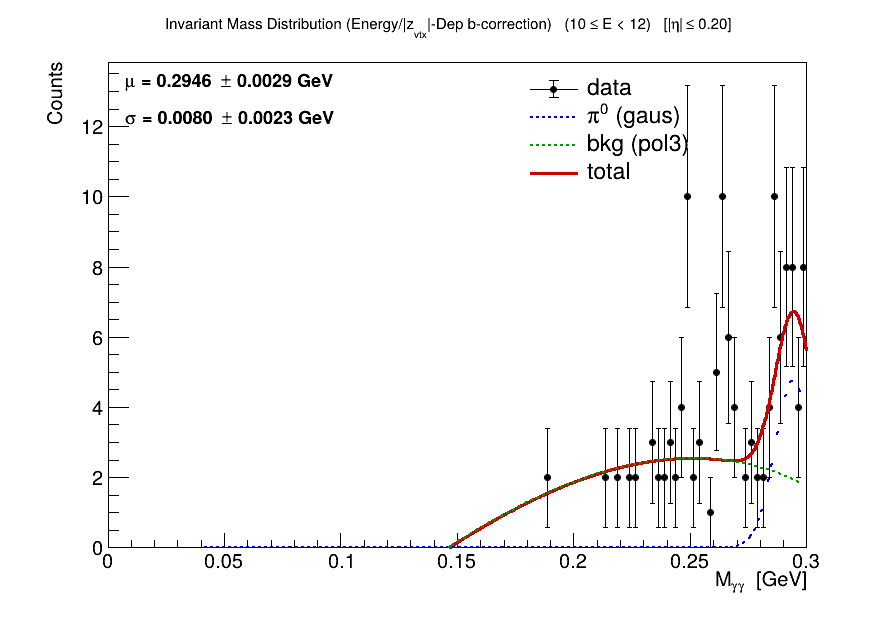 Invariant Mass Distribution (Energy/|z_vtx|-Dep b-correction) (10 ≤ E < 12) [|η| ≤ 0.20]
Counts
μ = 0.2946 ± 0.0029 GeV
σ = 0.0080 ± 0.0023 GeV
data
π⁰ (gaus)
bkg (pol3)
total
12
10
8
6
4
2
0
0 0.05 0.1 0.15 0.2 0.25 0.3
M_γγ [GeV]